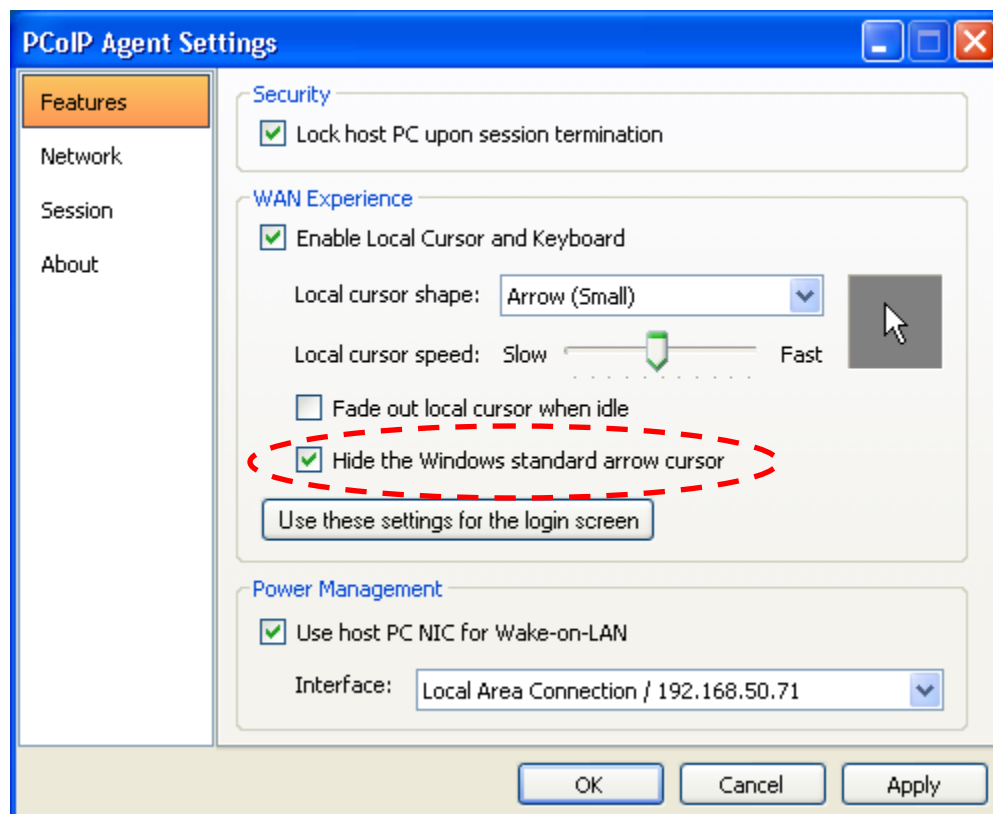 PCoIP Agent Settings
Features
Network
Session
About
Security
Lock host PC upon session termination
WAN Experience
Enable Local Cursor and Keyboard
Local cursor shape: Arrow (Small)
Local cursor speed: Slow Fast
Fade out local cursor when idle
Hide the Windows standard arrow cursor
Use these settings for the login screen
Power Management
Use host PC NIC for Wake-on-LAN
Interface: Local Area Connection / 192.168.50.71
OK Cancel Apply